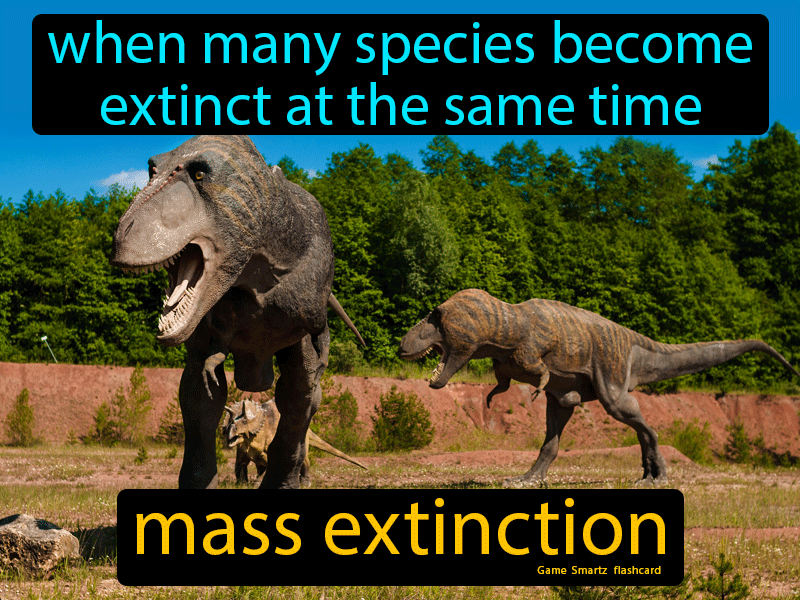 when many species become
extinct at the same time
mass extinction
Game Smartz flashcard